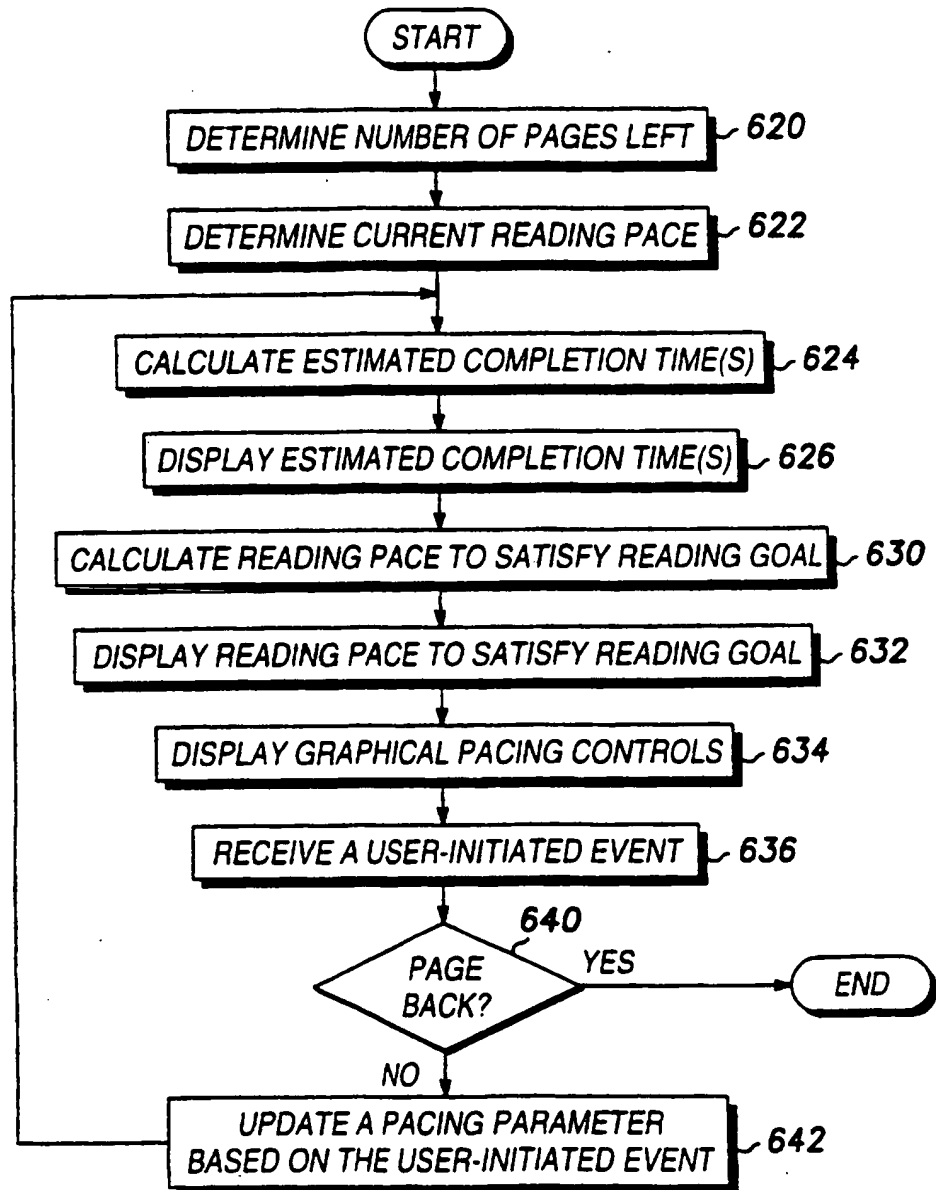 START
DETERMINE NUMBER OF PAGES LEFT 620
DETERMINE CURRENT READING PACE 622
CALCULATE ESTIMATED COMPLETION TIME(S) 624
DISPLAY ESTIMATED COMPLETION TIME(S) 626
CALCULATE READING PACE TO SATISFY READING GOAL 630
DISPLAY READING PACE TO SATISFY READING GOAL 632
DISPLAY GRAPHICAL PACING CONTROLS 634
RECEIVE A USER-INITIATED EVENT 636
640
PAGE
BACK?
YES
END
NO
UPDATE A PACING PARAMETER
BASED ON THE USER-INITIATED EVENT
642